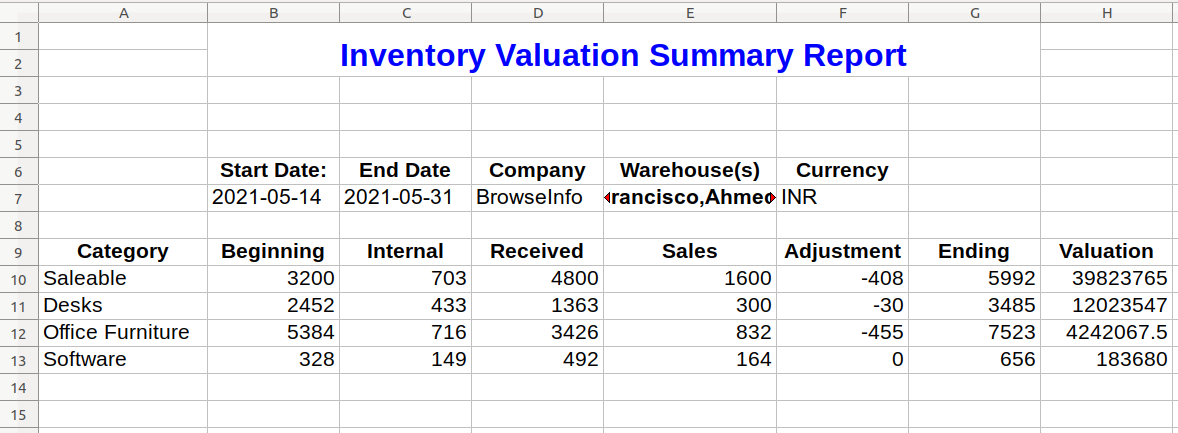 A B C D E F G H
1
2 Inventory Valuation Summary Report
3
4
5
6 Start Date: End Date Company Warehouse(s) Currency
7 2021-05-14 2021-05-31 BrowseInfo INR
8
9 Category Beginning Internal Received Sales Adjustment Ending Valuation
10 Saleable 3200 703 4800 1600 -408 5992 39823765
11 Desks 2452 433 1363 300 -30 3485 12023547
12 Office Furniture 5384 716 3426 832 -455 7523 4242067.5
13 Software 328 149 492 164 0 656 183680
14
15